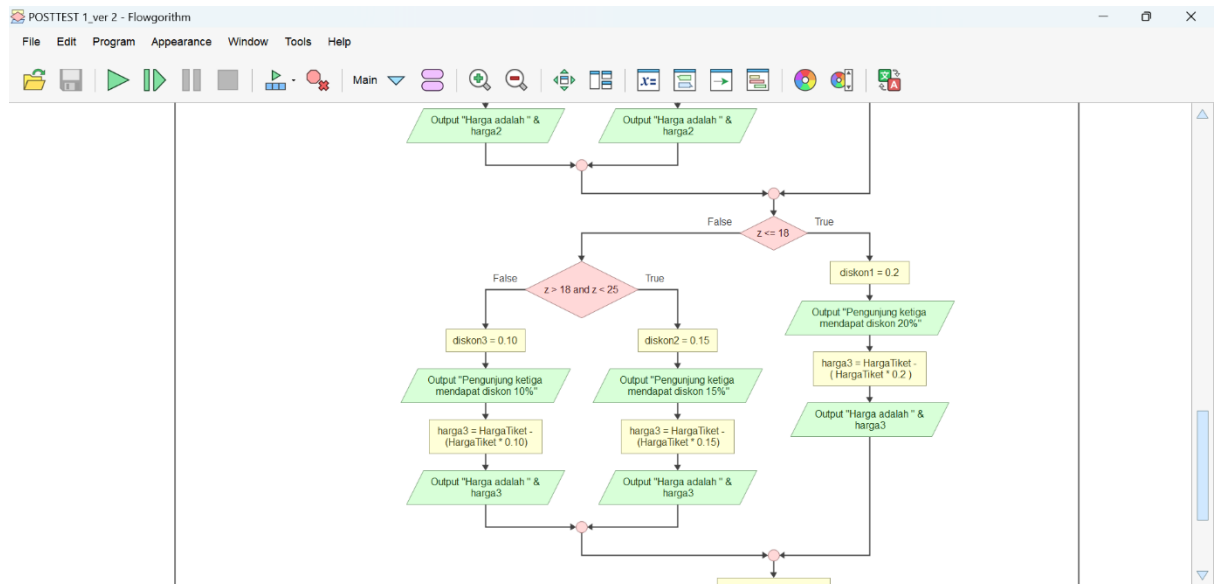 POSTTEST 1_ver 2 - Flowgorithm
File Edit Program Appearance Window Tools Help
Main
x=
A
Output "Harga adalah " &
harga2
Output "Harga adalah " &
harga2
False
z <= 18
True
False
z > 18 and z < 25
True
diskon3 = 0.10
Output "Pengunjung ketiga
mendapat diskon 10%"
harga3 = HargaTiket -
(HargaTiket * 0.10)
Output "Harga adalah " &
harga3
diskon2 = 0.15
Output "Pengunjung ketiga
mendapat diskon 15%"
harga3 = HargaTiket -
(HargaTiket * 0.15)
Output "Harga adalah " &
harga3
diskon1 = 0.2
Output "Pengunjung ketiga
mendapat diskon 20%"
harga3 = HargaTiket -
( HargaTiket * 0.2 )
Output "Harga adalah " &
harga3